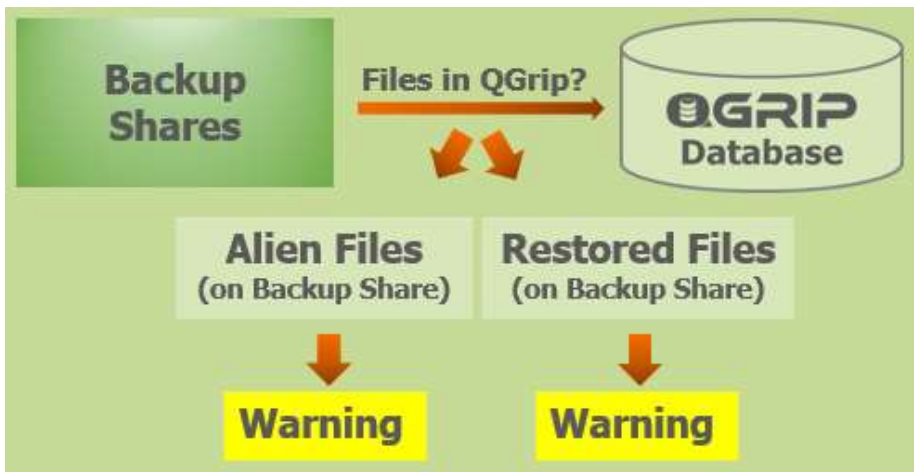 Backup
Shares
Files in QGrip?
QGRIP
Database
Alien Files
(on Backup Share)
Restored Files
(on Backup Share)
Warning
Warning